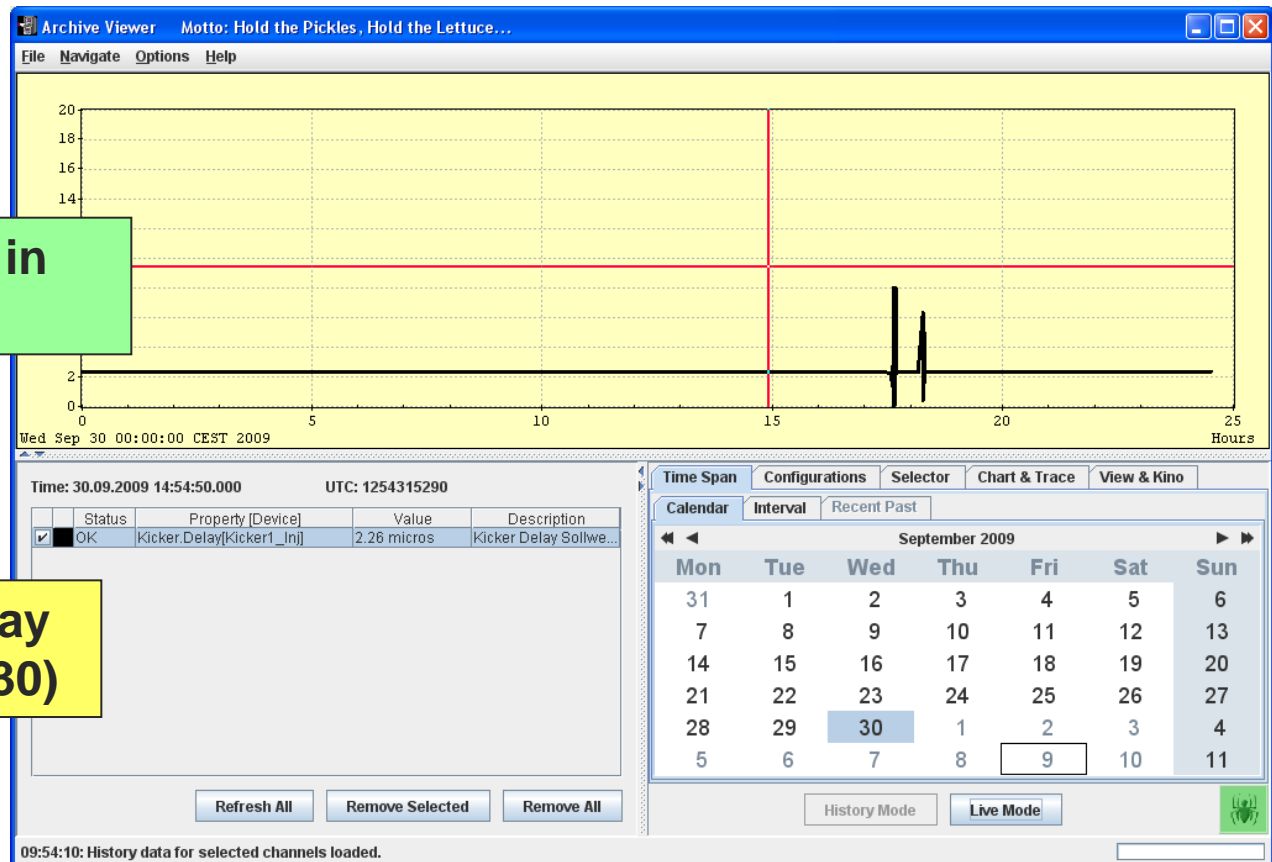 Archive Viewer Motto: Hold the Pickles, Hold the Lettuce...
File Navigate Options Help
20
18
16
14
in
2
0
0 5 10 15 20 25
Wed Sep 30 00:00:00 CEST 2009 Hours
Time: 30.09.2009 14:54:50.000 UTC: 1254315290
Status Property [Device] Value Description
OK Kicker.Delay[Kicker1_Inj] 2.26 micros Kicker Delay Sollwe...
ay
30)
Refresh All Remove Selected Remove All
Time Span Configurations Selector Chart & Trace View & Kino
Calendar Interval Recent Past
September 2009
Mon Tue Wed Thu Fri Sat Sun
31 1 2 3 4 5 6
7 8 9 10 11 12 13
14 15 16 17 18 19 20
21 22 23 24 25 26 27
28 29 30 1 2 3 4
5 6 7 8 9 10 11
History Mode Live Mode
09:54:10: History data for selected channels loaded.